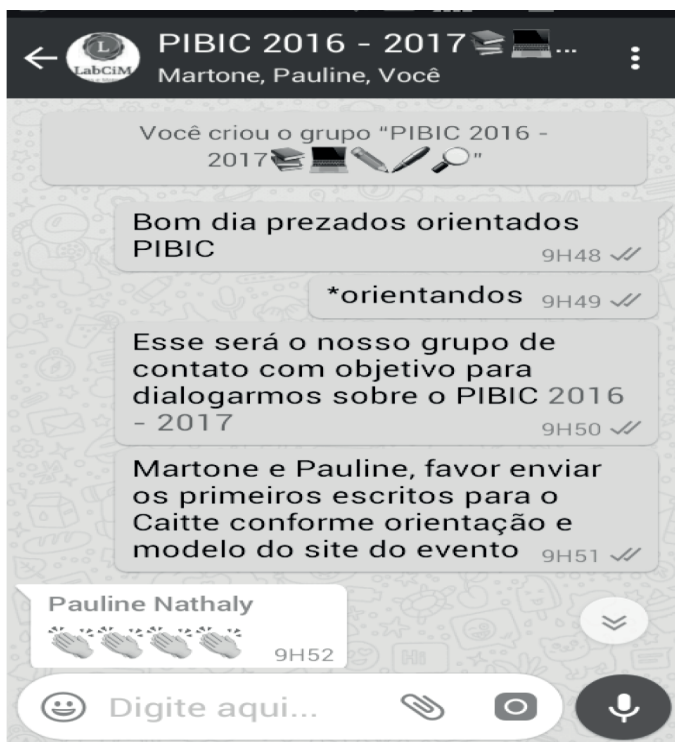 PIBIC 2016 - 2017📚💻...
L
LabCiM
Martone, Pauline, Você
Você criou o grupo "PIBIC 2016 -
2017📚💻✏️🖊️🔎"
Bom dia prezados orientados
PIBIC
9H48
*orientandos 9H49
Esse será o nosso grupo de
contato com objetivo para
dialogarmos sobre o PIBIC 2016
- 2017
9H50
Martone e Pauline, favor enviar
os primeiros escritos para o
Caitte conforme orientação e
modelo do site do evento 9H51
Pauline Nathaly
👏👏👏👏 9H52
Digite aqui...